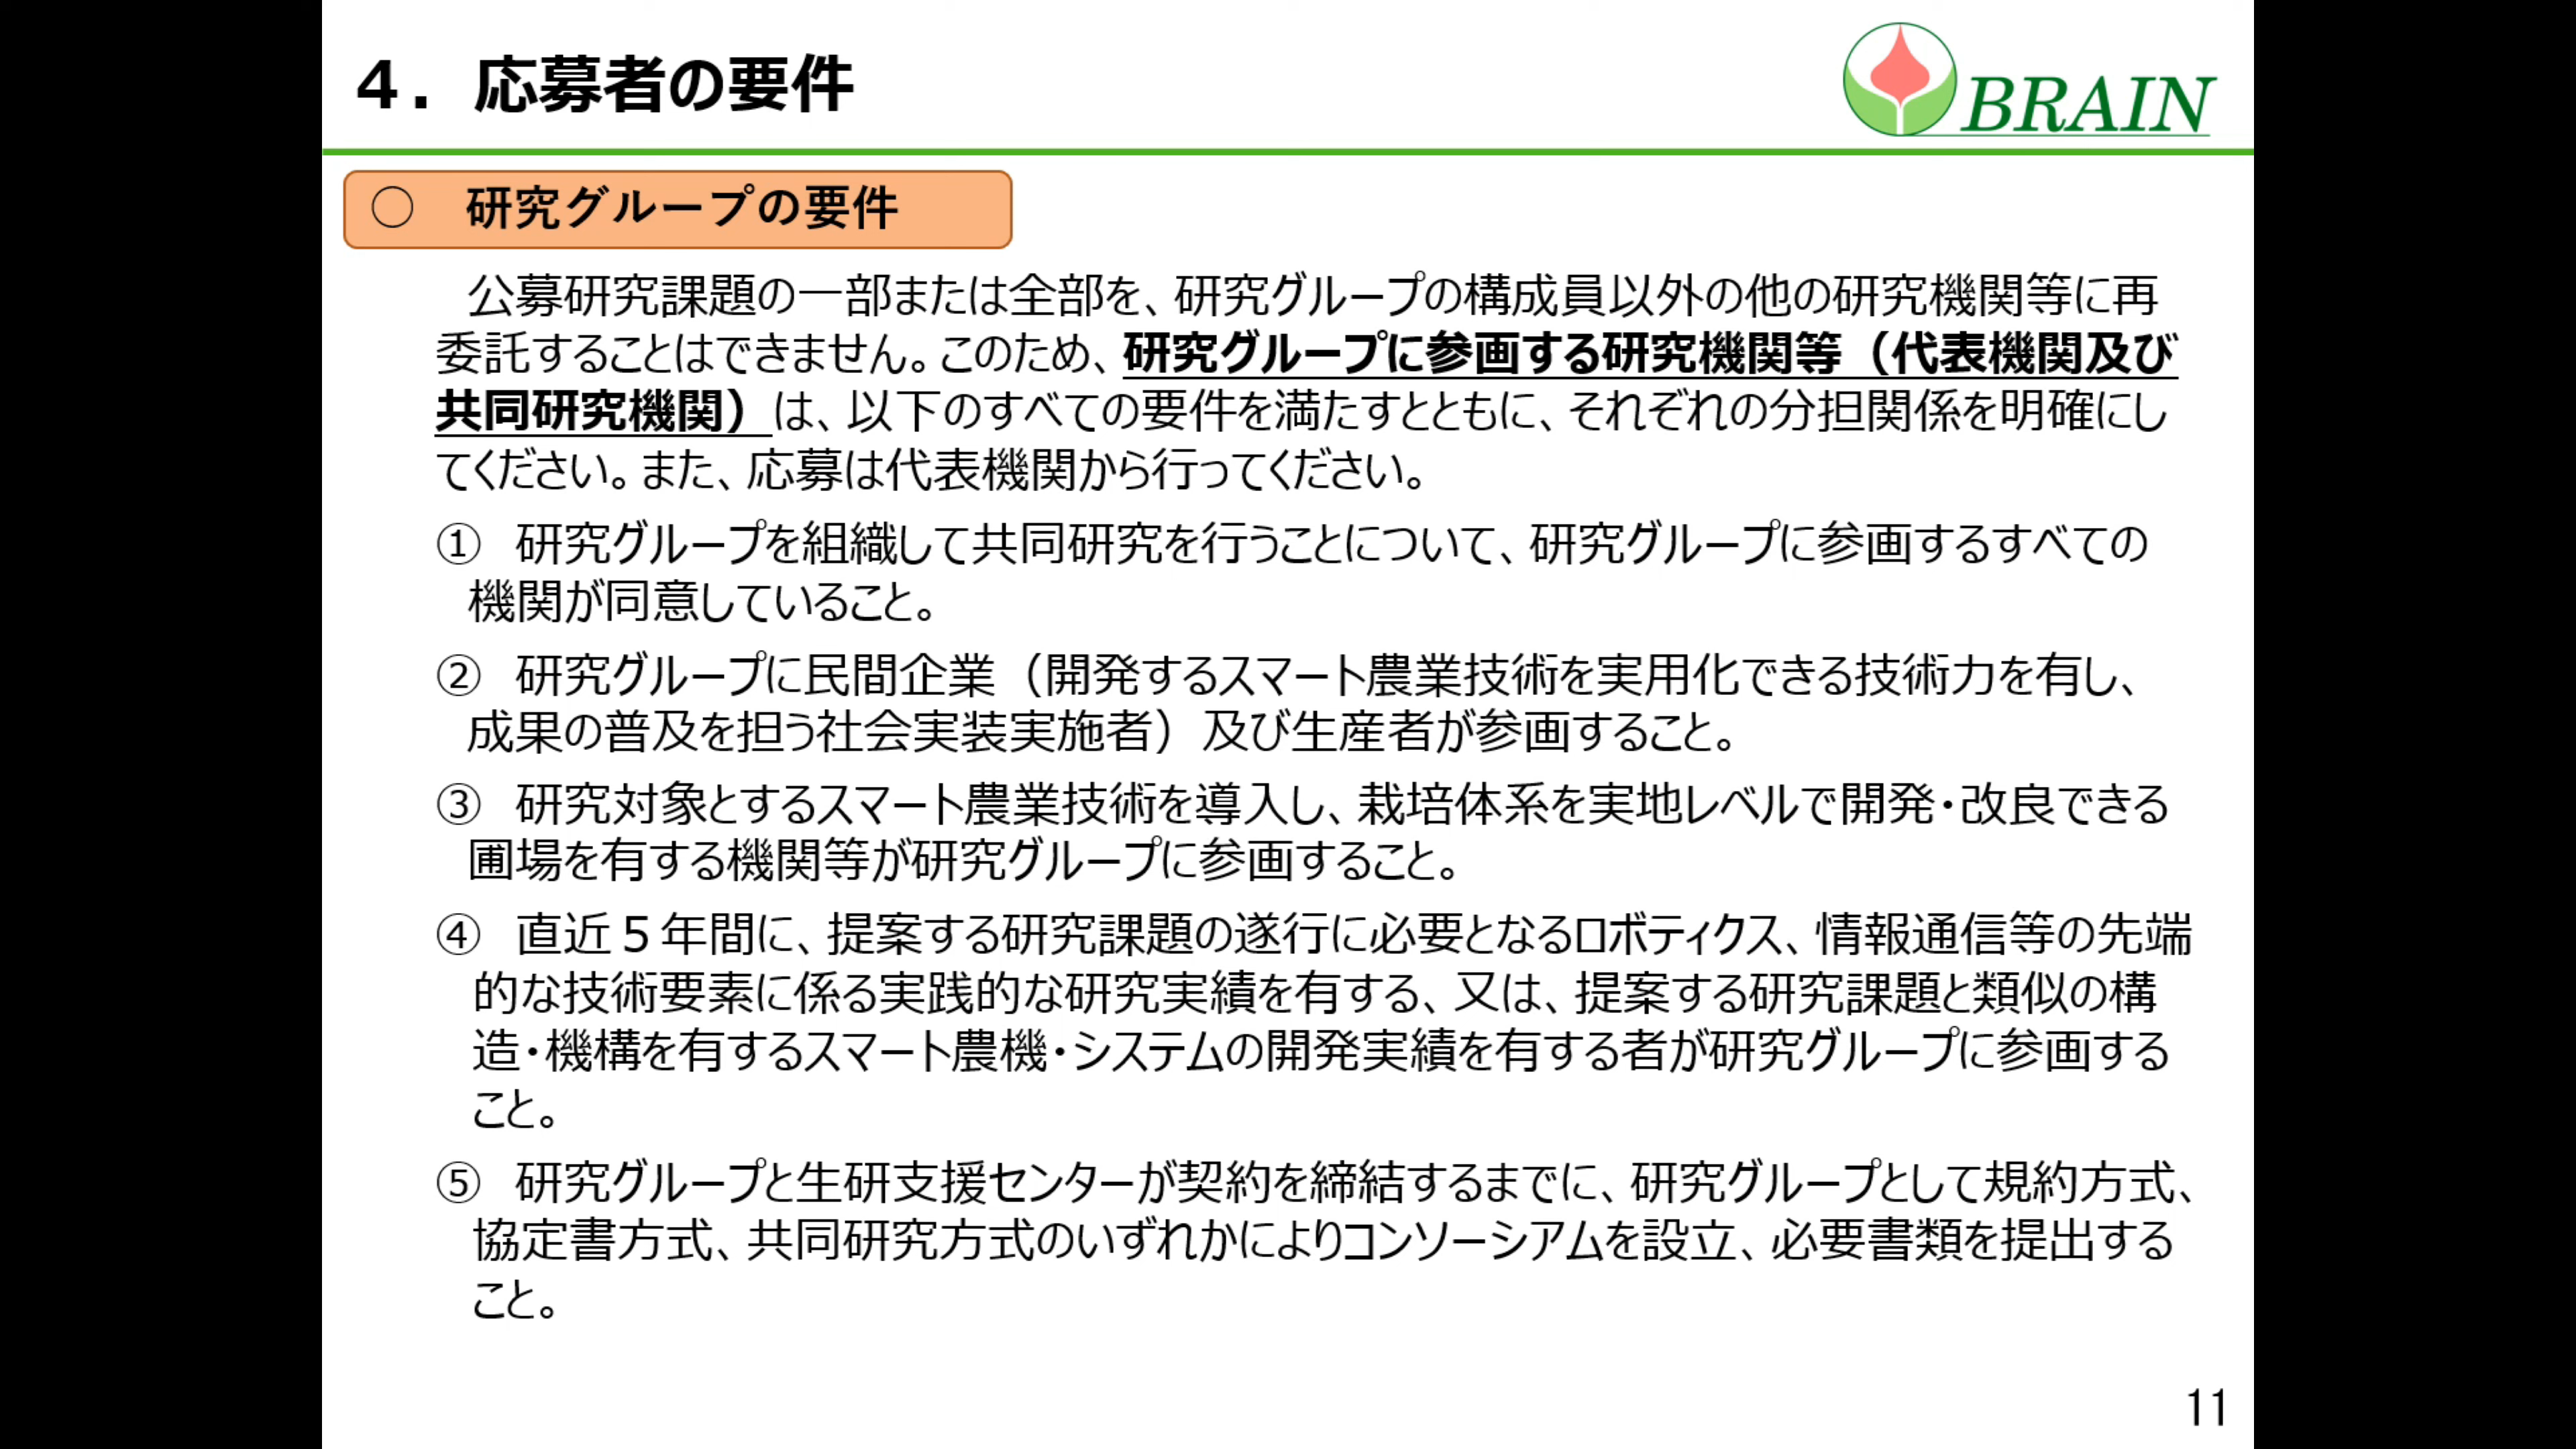 ４．応募者の要件
BRAIN
○　研究グループの要件
公募研究課題の一部または全部を、研究グループの構成員以外の他の研究機関等に再
委託することはできません。このため、研究グループに参画する研究機関等（代表機関及び
共同研究機関）は、以下のすべての要件を満たすとともに、それぞれの分担関係を明確にし
てください。また、応募は代表機関から行ってください。
①　研究グループを組織して共同研究を行うことについて、研究グループに参画するすべての
機関が同意していること。
②　研究グループに民間企業（開発するスマート農業技術を実用化できる技術力を有し、
成果の普及を担う社会実装実施者）及び生産者が参画すること。
③　研究対象とするスマート農業技術を導入し、栽培体系を実地レベルで開発・改良できる
圃場を有する機関等が研究グループに参画すること。
④　直近５年間に、提案する研究課題の遂行に必要となるロボティクス、情報通信等の先端
的な技術要素に係る実践的な研究実績を有する、又は、提案する研究課題と類似の構
造・機構を有するスマート農機・システムの開発実績を有する者が研究グループに参画する
こと。
⑤　研究グループと生研支援センターが契約を締結するまでに、研究グループとして規約方式、
協定書方式、共同研究方式のいずれかによりコンソーシアムを設立、必要書類を提出する
こと。
11